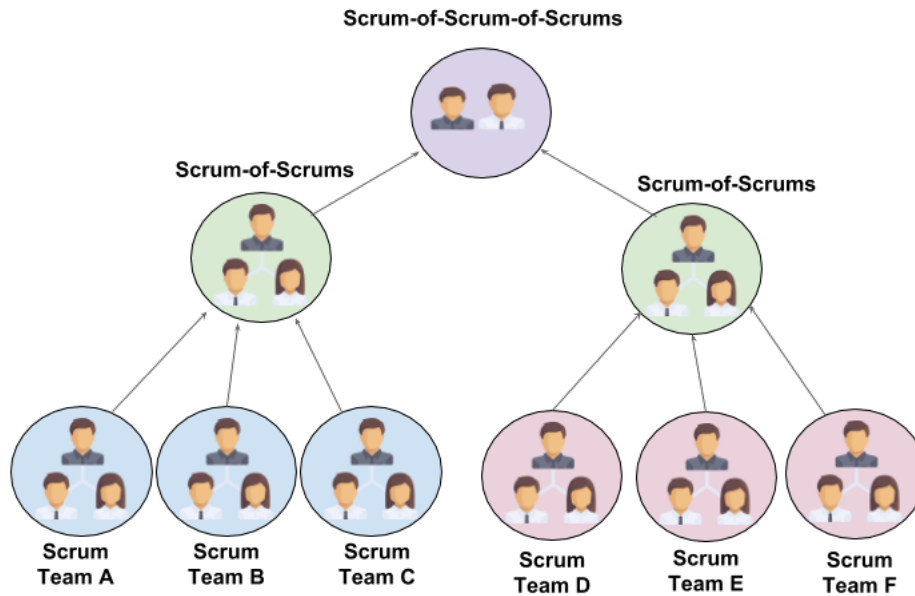 Scrum-of-Scrum-of-Scrums
Scrum-of-Scrums
Scrum-of-Scrums
Scrum
Team A
Scrum
Team B
Scrum
Team C
Scrum
Team D
Scrum
Team E
Scrum
Team F